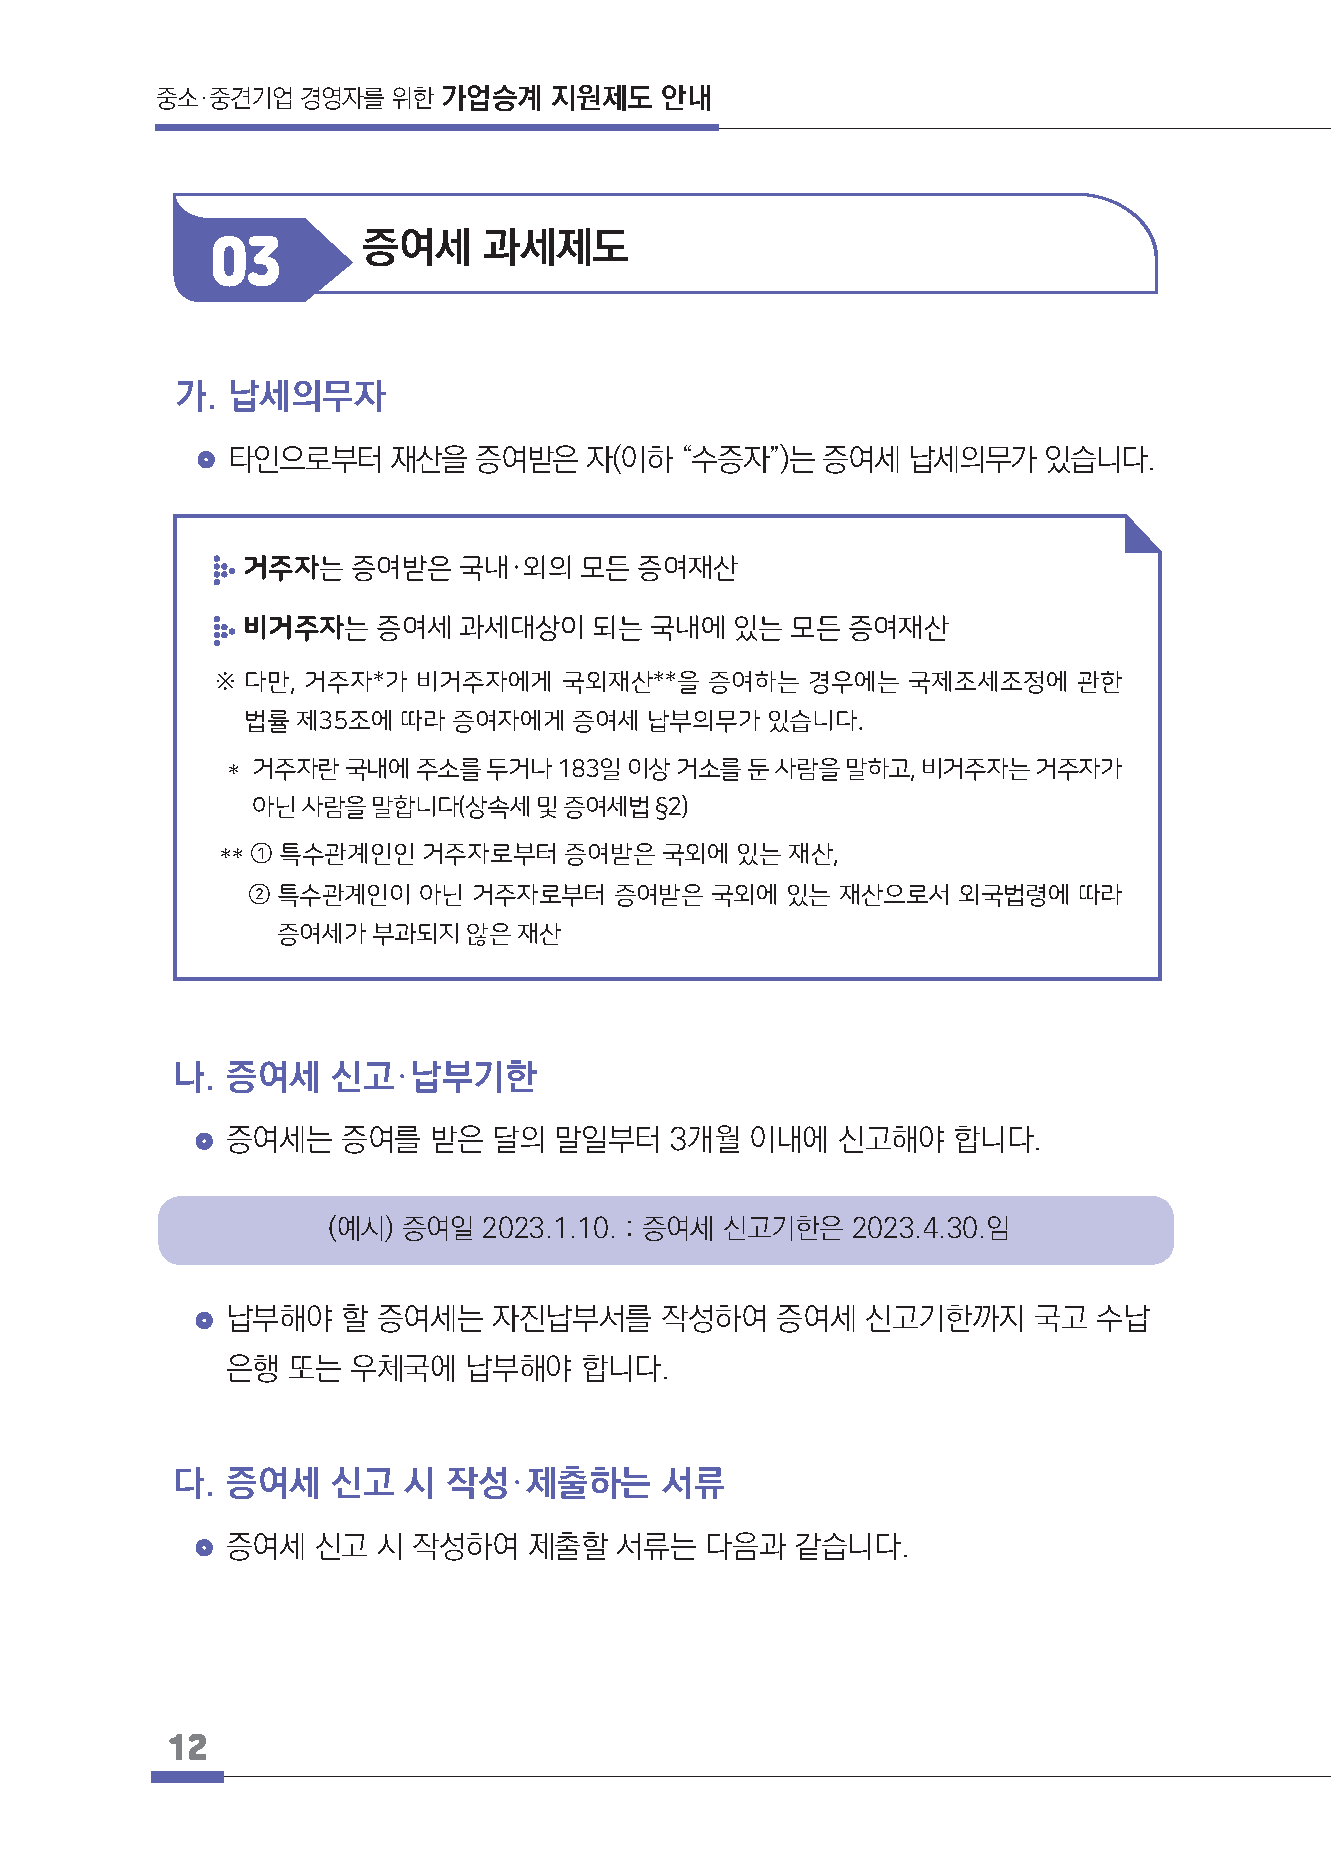 중소·중견기업 경영자를 위한 가업승계 지원제도 안내
03 증여세 과세제도
가. 납세의무자
타인으로부터 재산을 증여받은 자(이하 “수증자”)는 증여세 납세의무가 있습니다.
거주자는 증여받은 국내·외의 모든 증여재산
비거주자는 증여세 과세대상이 되는 국내에 있는 모든 증여재산
※ 다만, 거주자*가 비거주자에게 국외재산**을 증여하는 경우에는 국제조세조정에 관한
법률 제35조에 따라 증여자에게 증여세 납부의무가 있습니다.
* 거주자란 국내에 주소를 두거나 183일 이상 거소를 둔 사람을 말하고, 비거주자는 거주자가
아닌 사람을 말합니다(상속세 및 증여세법 §2)
** ① 특수관계인인 거주자로부터 증여받은 국외에 있는 재산,
② 특수관계인이 아닌 거주자로부터 증여받은 국외에 있는 재산으로서 외국법령에 따라
증여세가 부과되지 않은 재산
나. 증여세 신고·납부기한
증여세는 증여를 받은 달의 말일부터 3개월 이내에 신고해야 합니다.
(예시) 증여일 2023.1.10. : 증여세 신고기한은 2023.4.30.임
납부해야 할 증여세는 자진납부서를 작성하여 증여세 신고기한까지 국고 수납
은행 또는 우체국에 납부해야 합니다.
다. 증여세 신고 시 작성·제출하는 서류
증여세 신고 시 작성하여 제출할 서류는 다음과 같습니다.
12